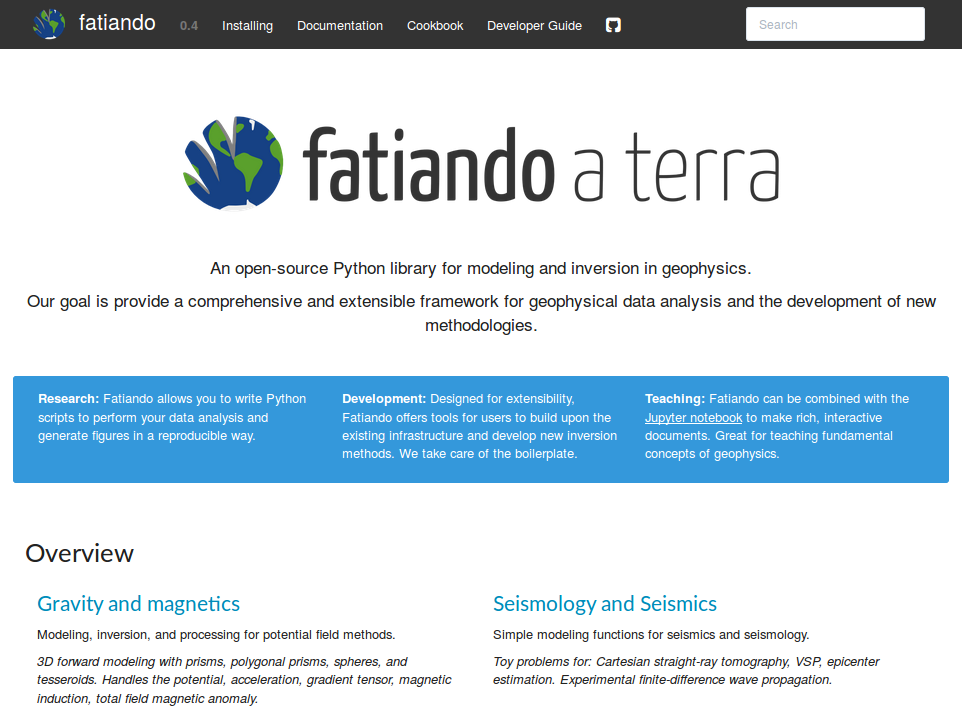 fatiando 0.4 Installing Documentation Cookbook Developer Guide Search
fatiando a terra
An open-source Python library for modeling and inversion in geophysics.
Our goal is provide a comprehensive and extensible framework for geophysical data analysis and the development of new
methodologies.
Research: Fatiando allows you to write Python
scripts to perform your data analysis and
generate figures in a reproducible way.
Development: Designed for extensibility,
Fatiando offers tools for users to build upon the
existing infrastructure and develop new inversion
methods. We take care of the boilerplate.
Teaching: Fatiando can be combined with the
Jupyter notebook to make rich, interactive
documents. Great for teaching fundamental
concepts of geophysics.
Overview
Gravity and magnetics
Modeling, inversion, and processing for potential field methods.
3D forward modeling with prisms, polygonal prisms, spheres, and
tesseroids. Handles the potential, acceleration, gradient tensor, magnetic
induction, total field magnetic anomaly.
Seismology and Seismics
Simple modeling functions for seismics and seismology.
Toy problems for: Cartesian straight-ray tomography, VSP, epicenter
estimation. Experimental finite-difference wave propagation.